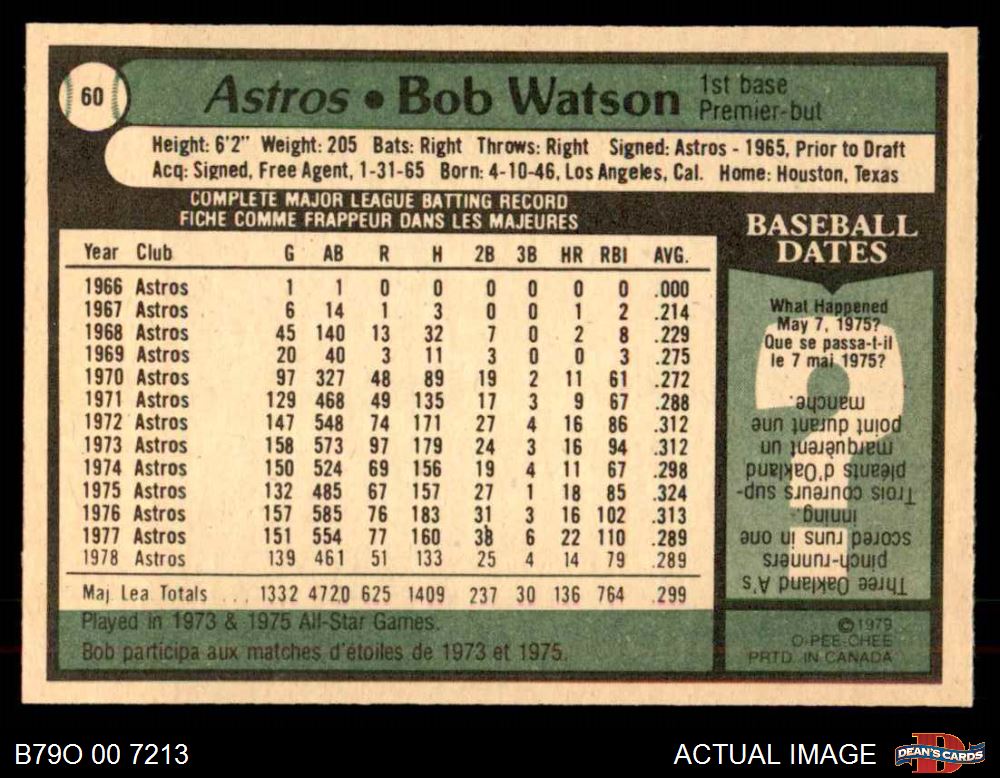 60
Astros • Bob Watson
1st base
Premier-but
Height: 6'2" Weight: 205 Bats: Right Throws: Right Signed: Astros - 1965, Prior to Draft
Acq: Signed, Free Agent, 1-31-65 Born: 4-10-46, Los Angeles, Cal. Home: Houston, Texas
COMPLETE MAJOR LEAGUE BATTING RECORD
FICHE COMME FRAPPEUR DANS LES MAJEURES
Year Club G AB R H 2B 3B HR RBI AVG.
1966 Astros 1 1 0 0 0 0 0 0 .000
1967 Astros 6 14 1 3 0 0 1 2 .214
1968 Astros 45 140 13 32 7 0 2 8 .229
1969 Astros 20 40 3 11 3 0 0 3 .275
1970 Astros 97 327 48 89 19 2 11 61 .272
1971 Astros 129 468 49 135 17 3 9 67 .288
1972 Astros 147 548 74 171 27 4 16 86 .312
1973 Astros 158 573 97 179 24 3 16 94 .312
1974 Astros 150 524 69 156 19 4 11 67 .298
1975 Astros 132 485 67 157 27 1 18 85 .324
1976 Astros 157 585 76 183 31 3 16 102 .313
1977 Astros 151 554 77 160 38 6 22 110 .289
1978 Astros 139 461 51 133 25 4 14 79 .289
Maj. Lea. Totals ... 1332 4720 625 1409 237 30 136 764 .299
Played in 1973 & 1975 All-Star Games.
Bob participa aux matches d'étoiles de 1973 et 1975.
BASEBALL
DATES
What Happened
May 7, 1975?
Que se passa-t-il
le 7 mai 1975?
Three Oakland A's
pinch-runners
scored runs in one
inning.
Trois coureurs sup-
pléants d'Oakland
marquèrent un
point durant une
manche.
©1979
O-PEE-CHEE
PRTD. IN CANADA
B79O 00 7213
ACTUAL IMAGE
DEAN'S CARDS